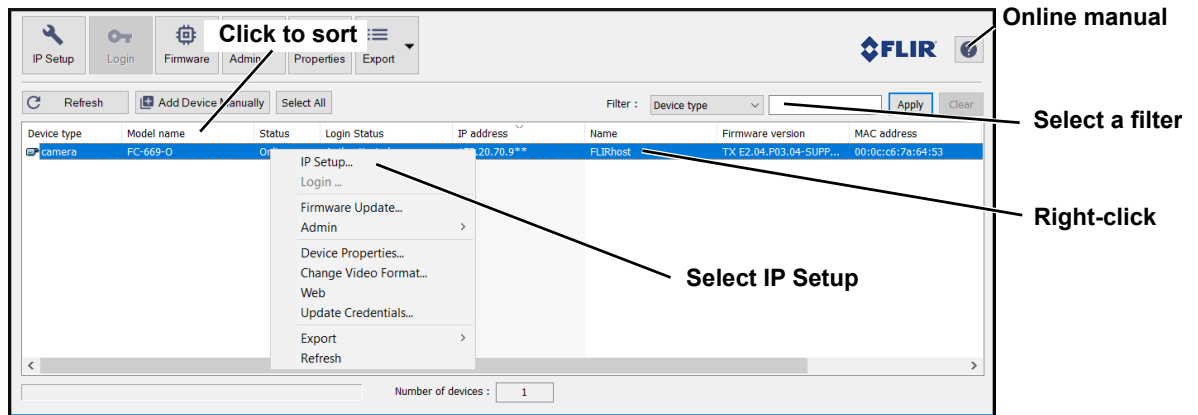 Online manual
Click to sort
IP Setup Login Firmware Admin Properties Export
FLIR
Refresh Add Device Manually Select All Filter : Device type Apply Clear
Select a filter
Device type Model name Status Login Status IP address Name Firmware version MAC address
camera FC-669-O FLIRhost TX E2.04.P03.04-SUPP... 00:0c:c6:7a:64:53
IP Setup...
Login ...
Firmware Update...
Admin
Right-click
Device Properties...
Change Video Format...
Select IP Setup
Web
Update Credentials...
Export
Refresh
Number of devices : 1